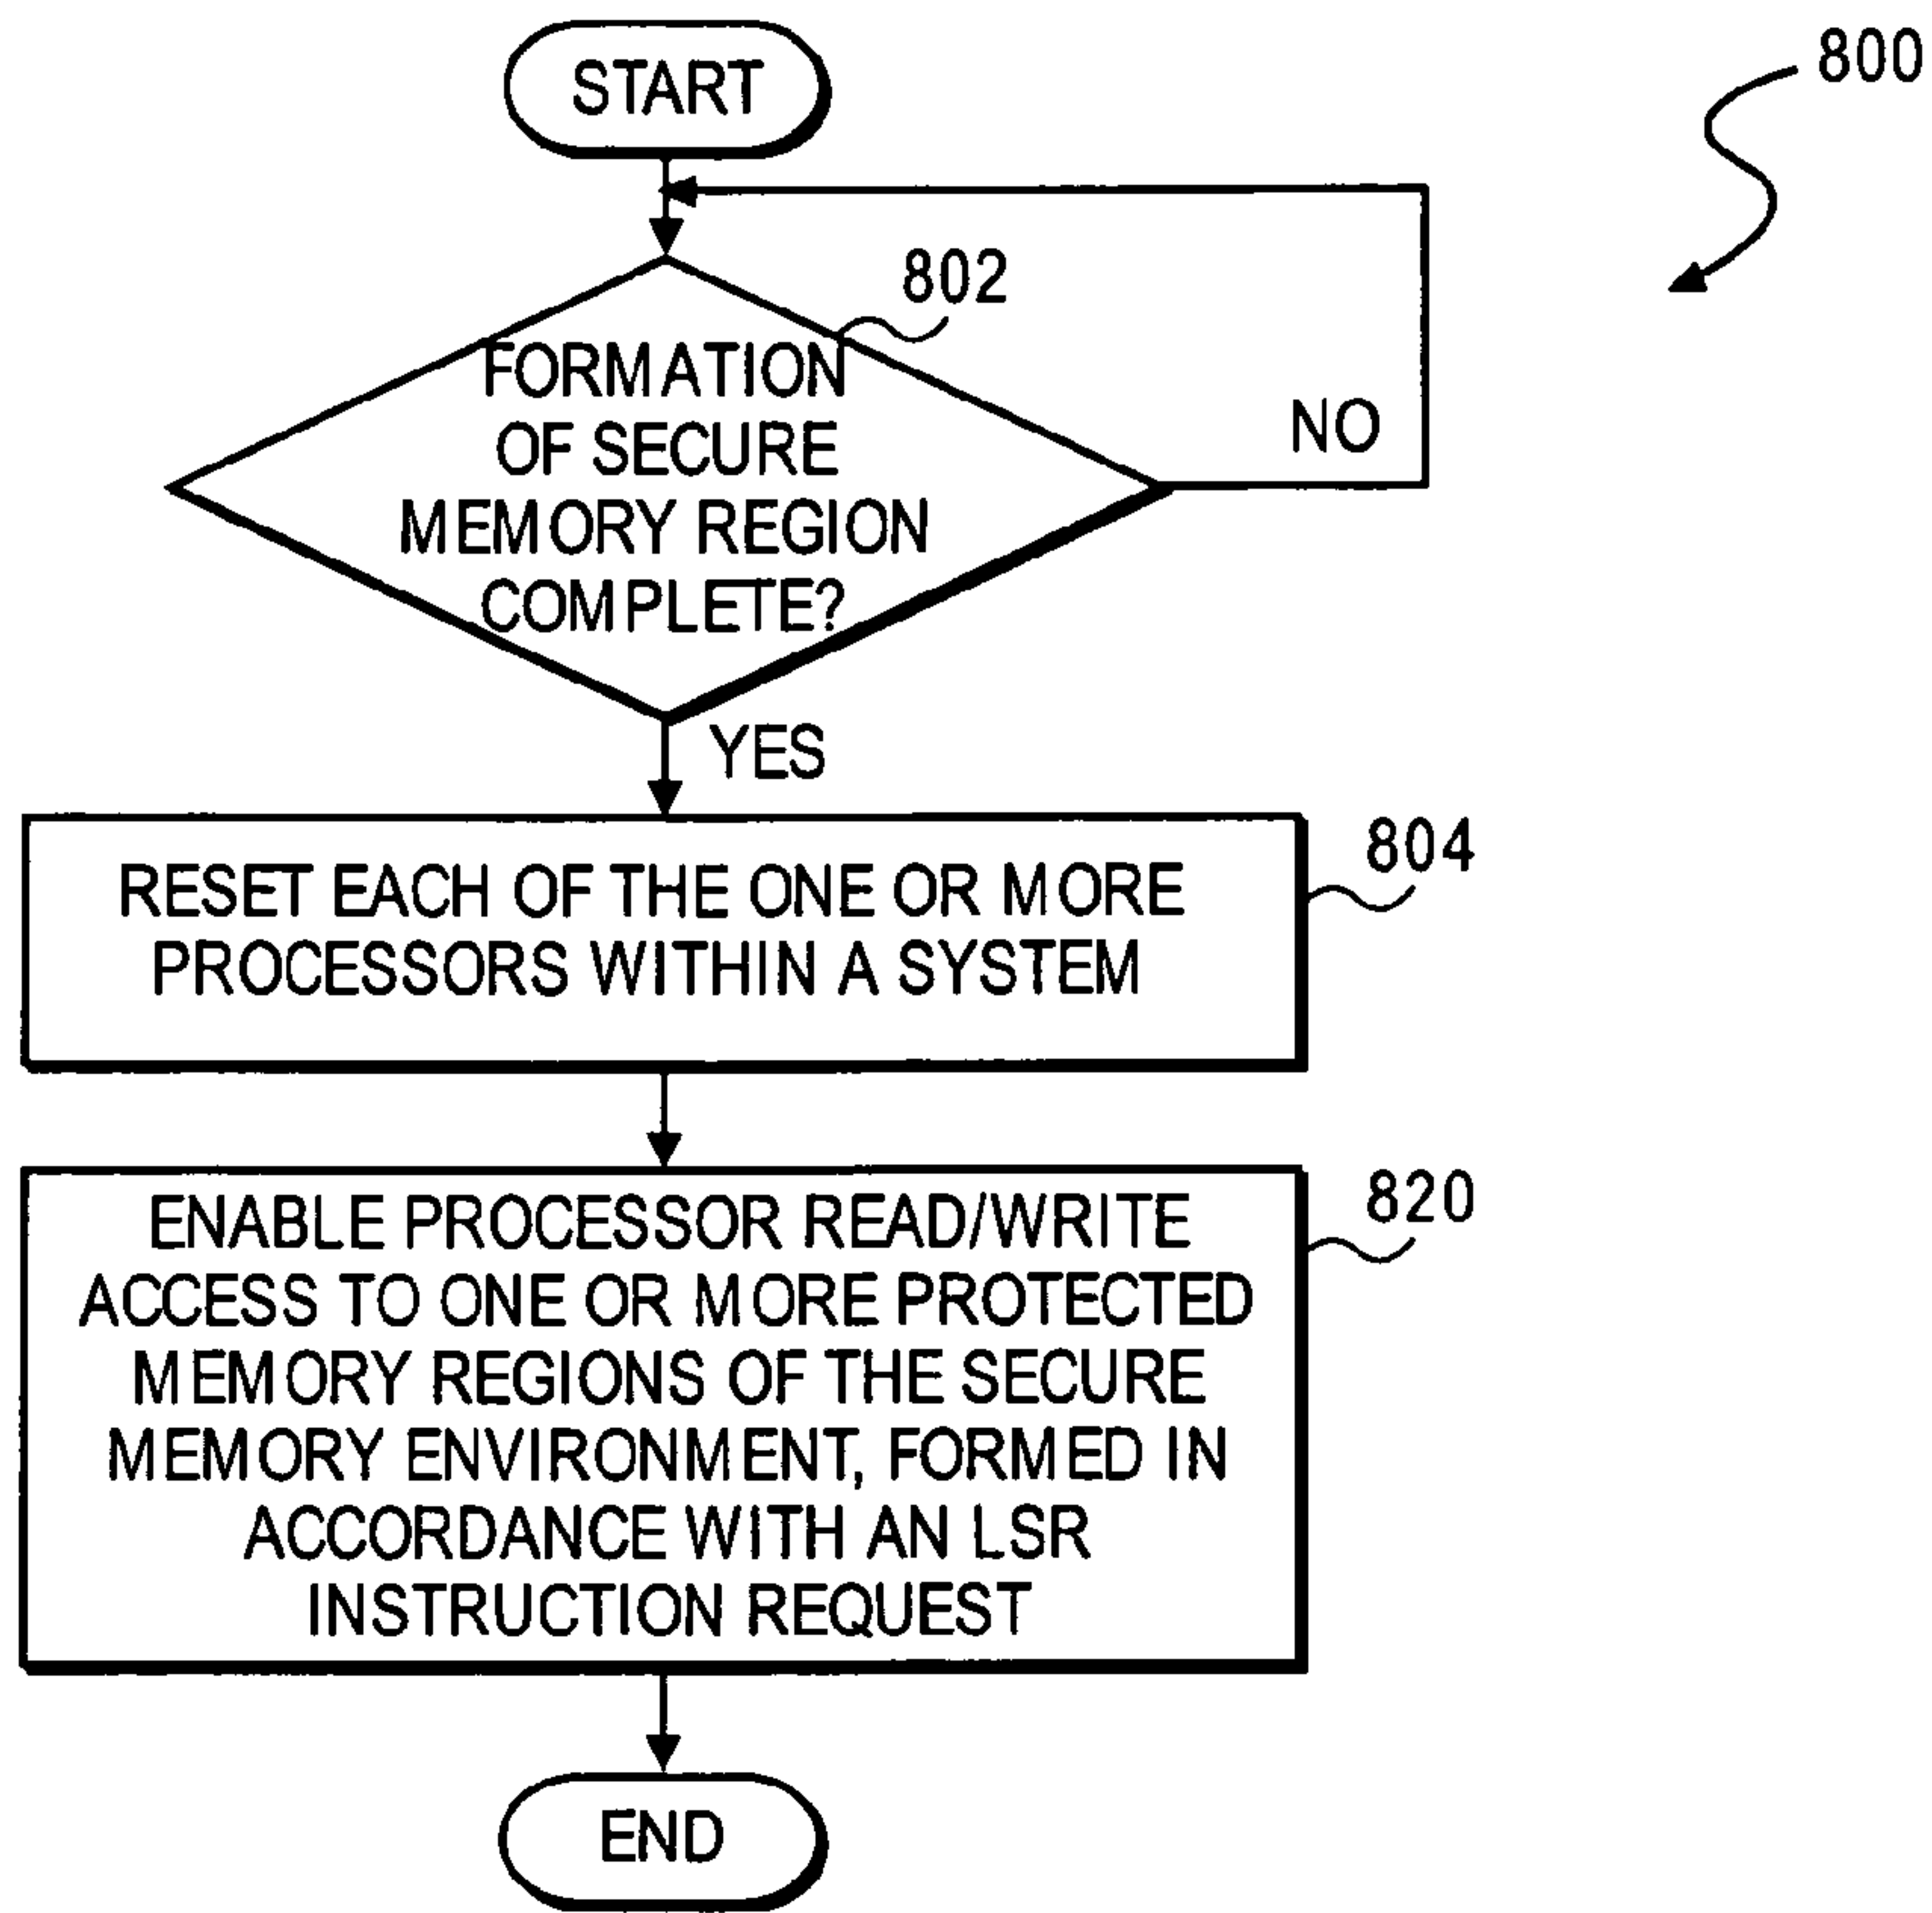 START
800
802
FORMATION
OF SECURE
MEMORY REGION
COMPLETE?
NO
YES
804
RESET EACH OF THE ONE OR MORE
PROCESSORS WITHIN A SYSTEM
820
ENABLE PROCESSOR READ/WRITE
ACCESS TO ONE OR MORE PROTECTED
MEMORY REGIONS OF THE SECURE
MEMORY ENVIRONMENT, FORMED IN
ACCORDANCE WITH AN LSR
INSTRUCTION REQUEST
END